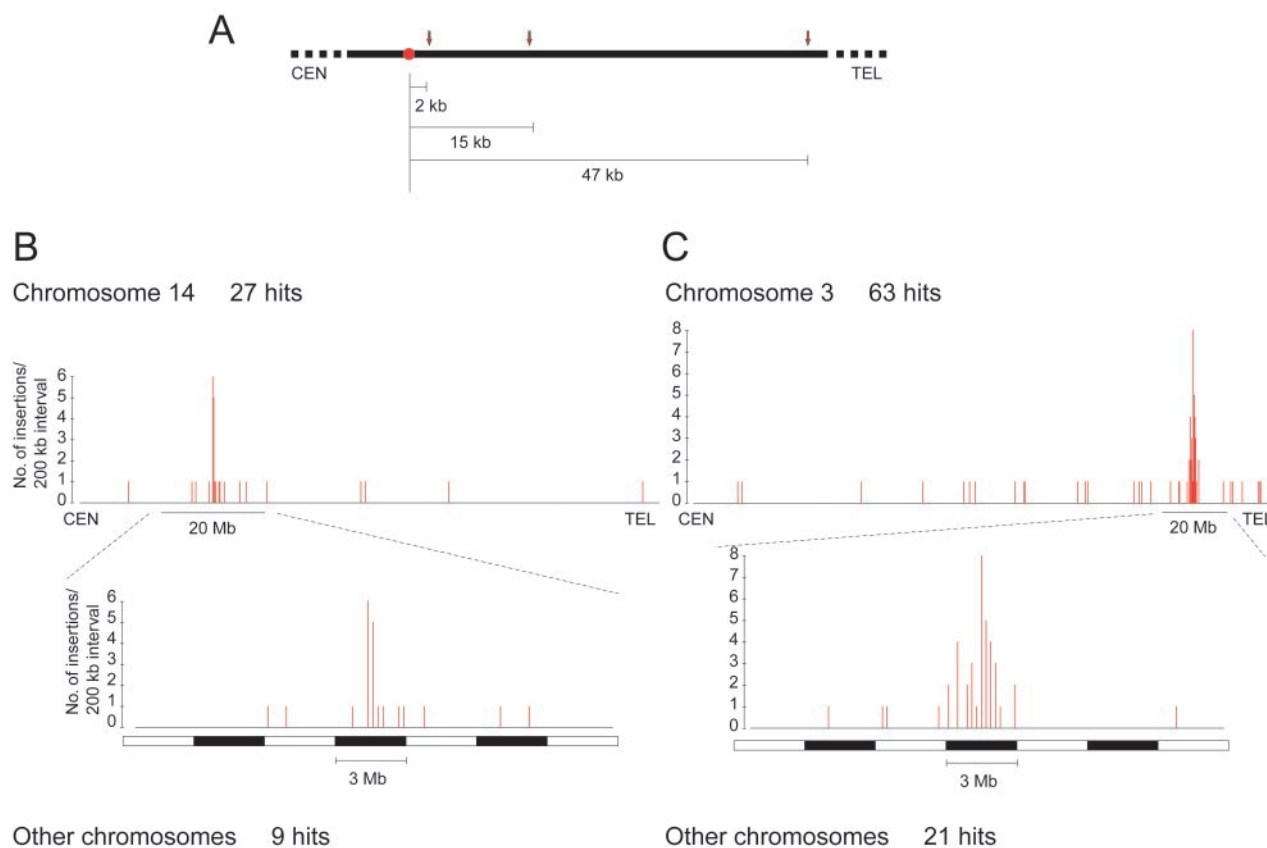 A
CEN
TEL
2 kb
15 kb
47 kb
B
Chromosome 14 27 hits
No. of insertions/
200 kb interval
6
5
4
3
2
1
0
CEN
TEL
20 Mb
No. of insertions/
200 kb interval
6
5
4
3
2
1
0
3 Mb
Other chromosomes 9 hits
C
Chromosome 3 63 hits
8
7
6
5
4
3
2
1
0
CEN
TEL
20 Mb
8
7
6
5
4
3
2
1
0
3 Mb
Other chromosomes 21 hits